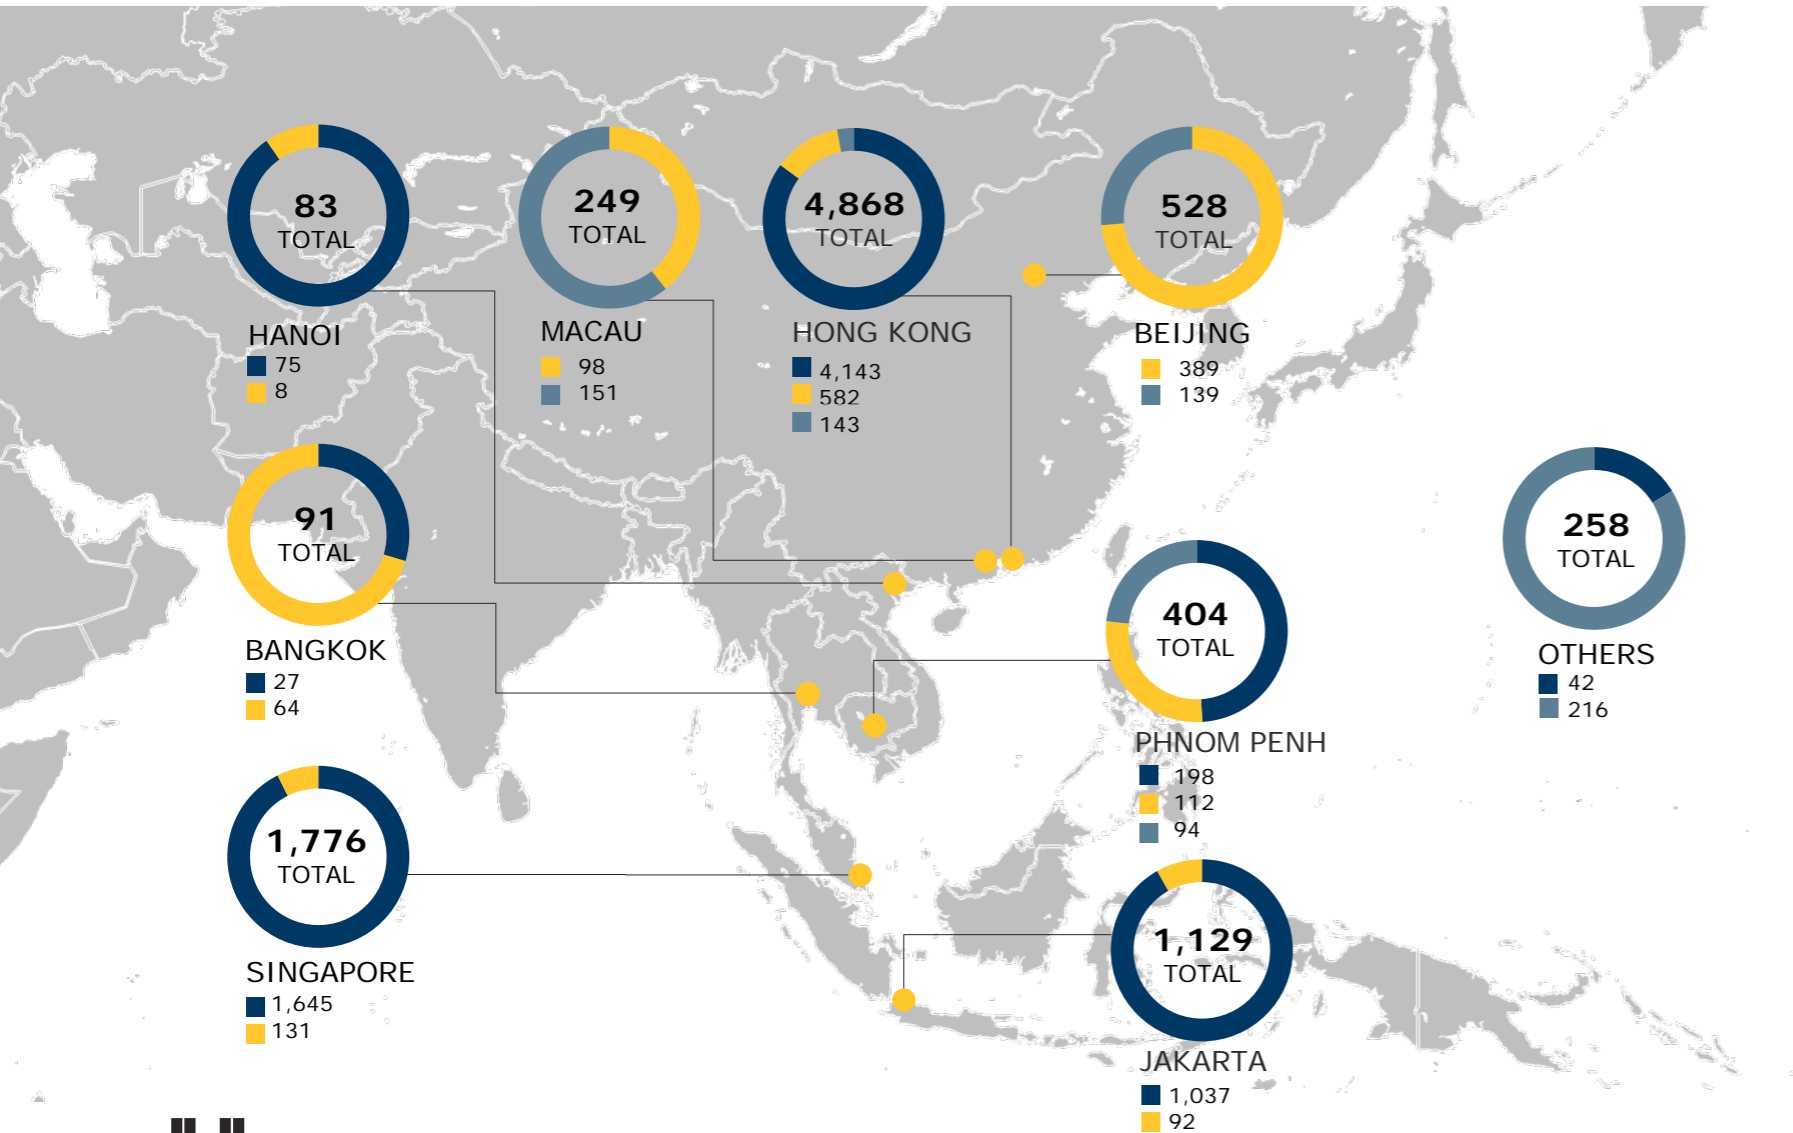 83
TOTAL
HANOI
75
8
249
TOTAL
MACAU
98
151
4,868
TOTAL
HONG KONG
4,143
582
143
528
TOTAL
BEIJING
389
139
91
TOTAL
BANGKOK
27
64
404
TOTAL
PHNOM PENH
198
112
94
258
TOTAL
OTHERS
42
216
1,776
TOTAL
SINGAPORE
1,645
131
1,129
TOTAL
JAKARTA
1,037
92